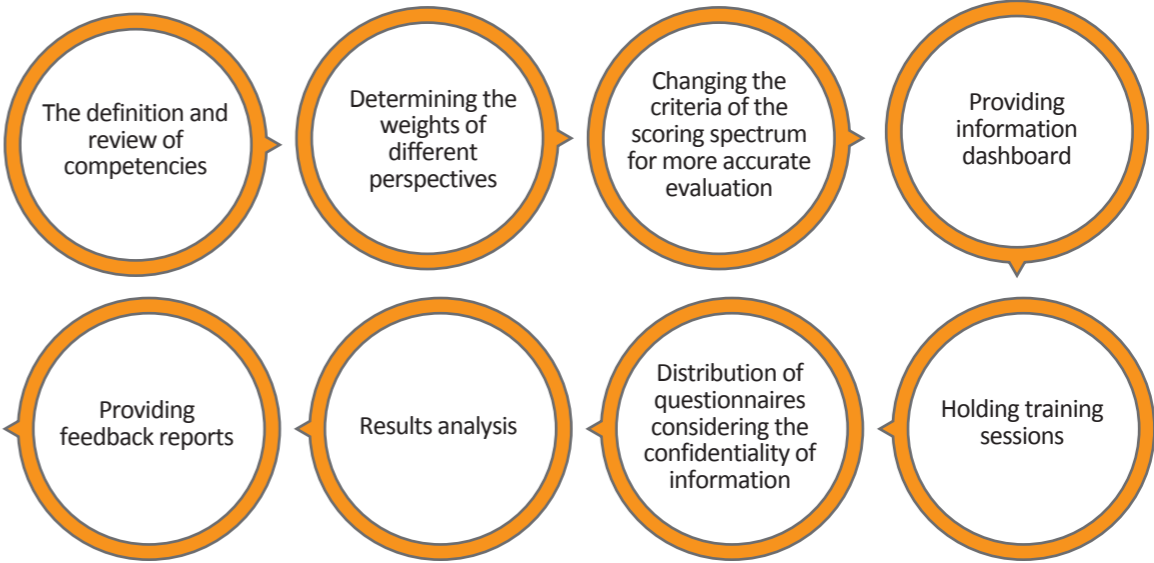 The definition and
review of
competencies
Determining the
weights of
different
perspectives
Changing the
criteria of the
scoring spectrum
for more accurate
evaluation
Providing
information
dashboard
Holding training
sessions
Distribution of
questionnaires
considering the
confidentiality of
information
Results analysis
Providing
feedback reports